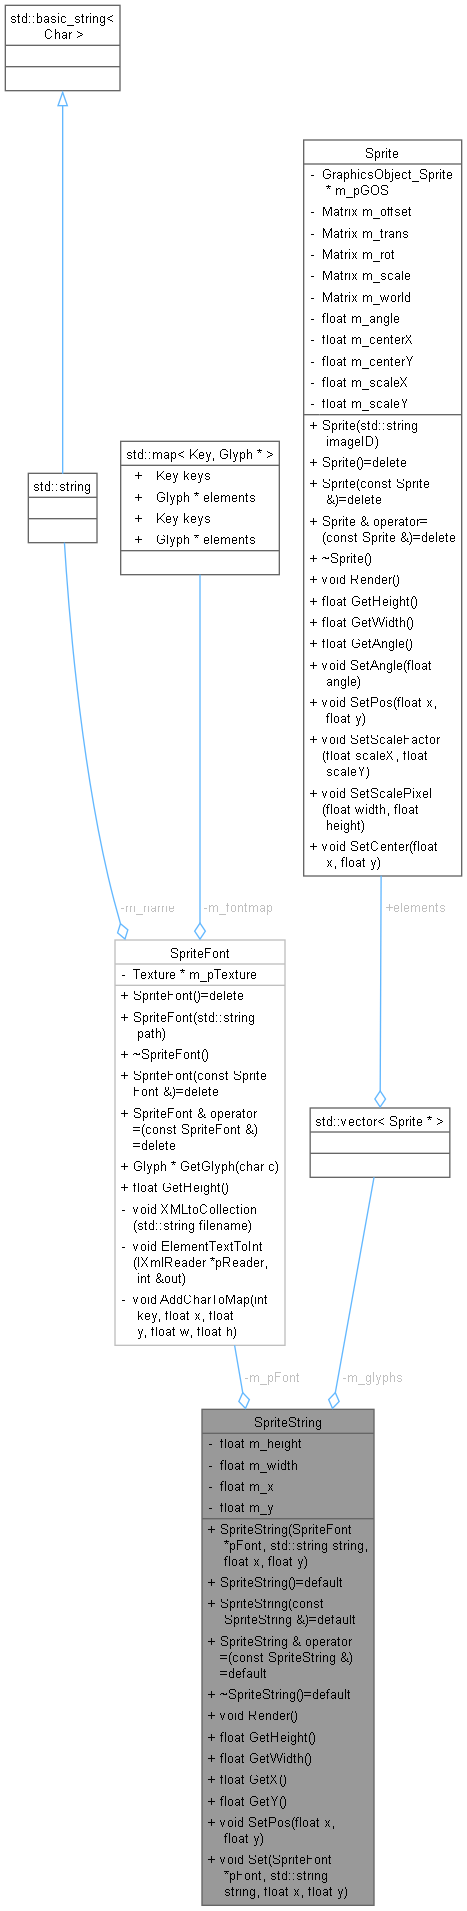 std::basic_string<
Char >
Sprite
- GraphicsObject_Sprite
* m_pGOS
- Matrix m_offset
- Matrix m_trans
- Matrix m_rot
- Matrix m_scale
- Matrix m_world
- float m_angle
- float m_centerX
- float m_centerY
- float m_scaleX
- float m_scaleY
+ Sprite(std::string
imageID)
+ Sprite()=delete
+ Sprite(const Sprite
&)=delete
+ Sprite & operator=
(const Sprite &)=delete
+ ~Sprite()
+ void Render()
+ float GetHeight()
+ float GetWidth()
+ float GetAngle()
+ void SetAngle(float
angle)
+ void SetPos(float x,
float y)
+ void SetScaleFactor
(float scaleX, float
scaleY)
+ void SetScalePixel
(float width, float
height)
+ void SetCenter(float
x, float y)
std::map< Key, Glyph * >
+ Key keys
+ Glyph * elements
+ Key keys
+ Glyph * elements
std::string
-m_name
-m_fontmap
+elements
SpriteFont
- Texture * m_pTexture
+ SpriteFont()=delete
+ SpriteFont(std::string
path)
+ ~SpriteFont()
+ SpriteFont(const Sprite
Font &)=delete
+ SpriteFont & operator
=(const SpriteFont &)
=delete
+ Glyph * GetGlyph(char c)
+ float GetHeight()
- void XMLtoCollection
(std::string filename)
- void ElementTextToInt
(IXmlReader *pReader,
int &out)
- void AddCharToMap(int
key, float x, float
y, float w, float h)
std::vector< Sprite * >
-m_pFont
-m_glyphs
SpriteString
- float m_height
- float m_width
- float m_x
- float m_y
+ SpriteString(SpriteFont
*pFont, std::string string,
float x, float y)
+ SpriteString()=default
+ SpriteString(const
SpriteString &)=default
+ SpriteString & operator
=(const SpriteString &)
=default
+ ~SpriteString()=default
+ void Render()
+ float GetHeight()
+ float GetWidth()
+ float GetX()
+ float GetY()
+ void SetPos(float x,
float y)
+ void Set(SpriteFont
*pFont, std::string
string, float x, float y)